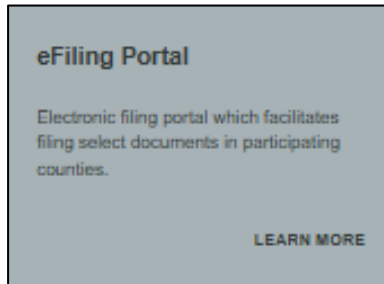 eFiling Portal
Electronic filing portal which facilitates
filing select documents in participating
counties.
LEARN MORE